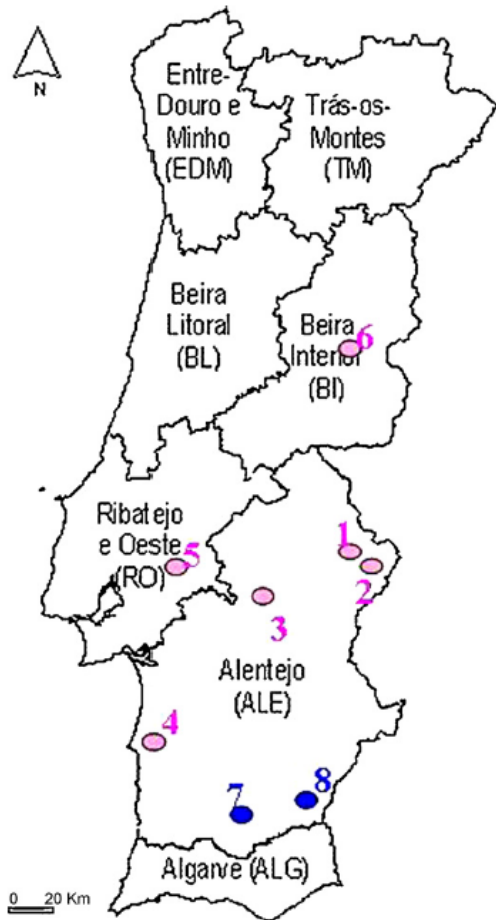 N
Entre-
Douro e
Minho
(EDM)
Trás-os-
Montes
(TM)
Beira
Litoral
(BL)
Beira
Interior
(BI)
6
Ribatejo
e Oeste
(RO)
5
1
2
3
Alentejo
(ALE)
4
7
8
Algarve (ALG)
0 20 Km